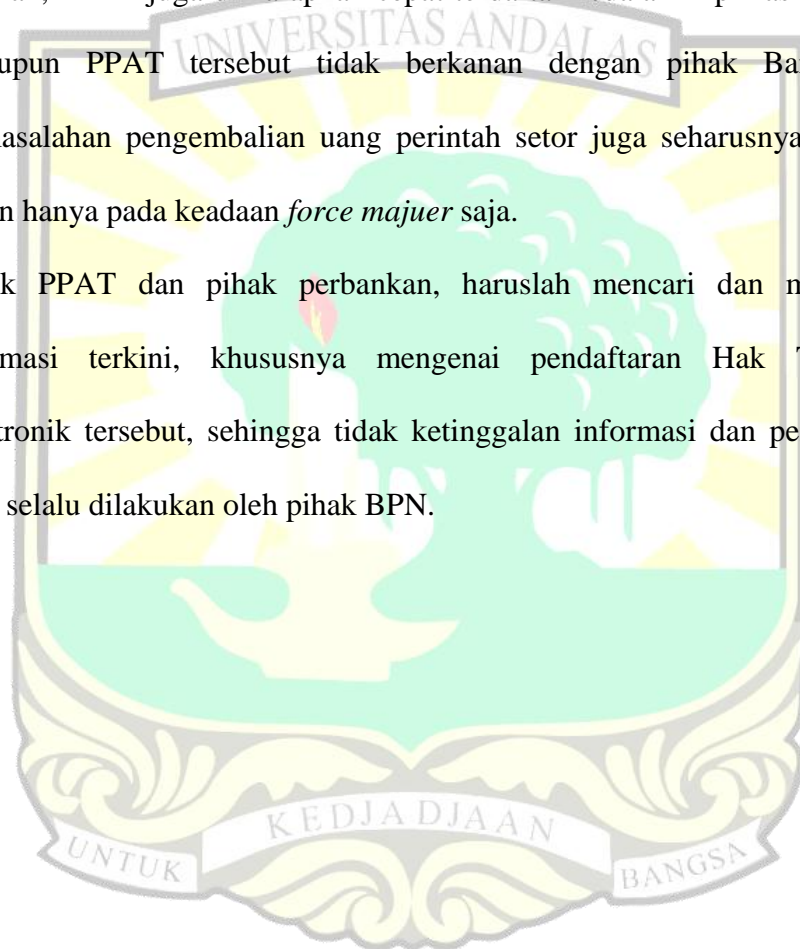 UNIVERSITAS ANDALAS
upun PPAT tersebut tidak berkanan dengan pihak Ba
asalahan pengembalian uang perintah setor juga seharusnya
n hanya pada keadaan force majuer saja.
k PPAT dan pihak perbankan, haruslah mencari dan m
masi terkini, khususnya mengenai pendaftaran Hak T
tronik tersebut, sehingga tidak ketinggalan informasi dan pe
selalu dilakukan oleh pihak BPN.
KEDJADJAAN
UNTUK
BANGSA